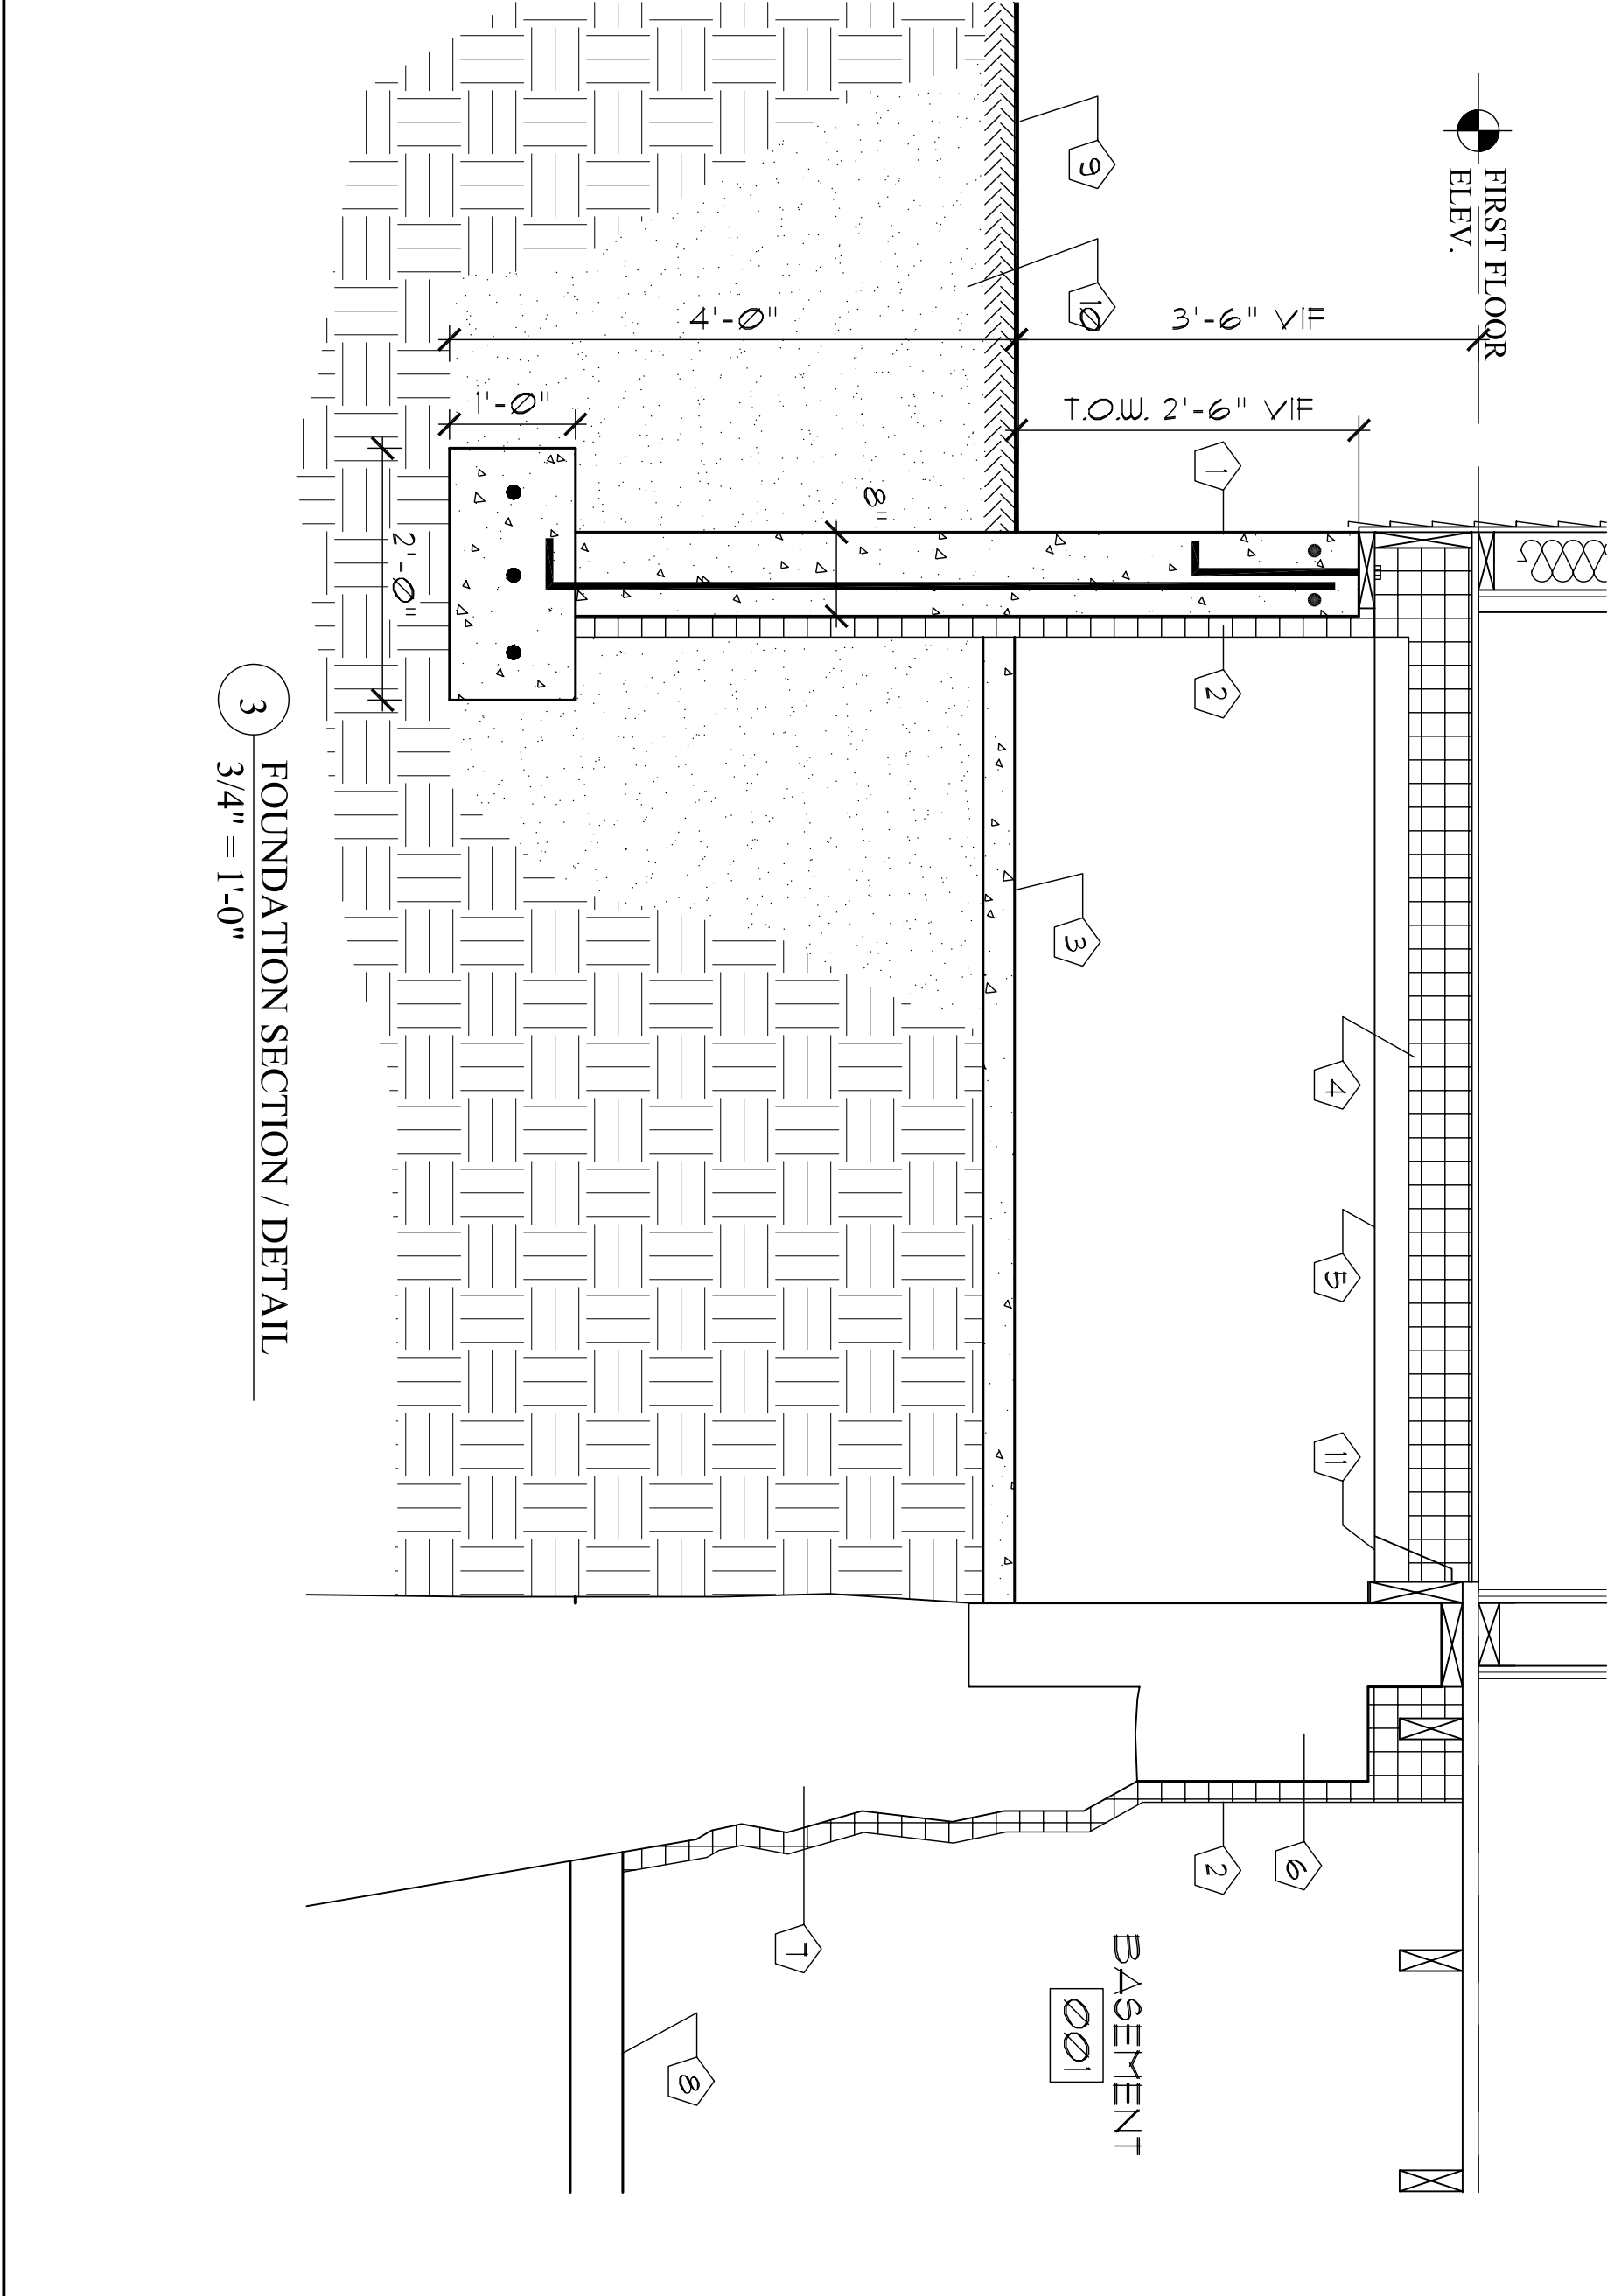 FIRST FLOOR
ELEV.
4
5
11
6
3'-6" VIF
T.O.W. 2'-6" VIF
1
2
2
9
10
3
BASEMENT
001
8"
7
4'-0"
8
1'-0"
2'-0"
3
FOUNDATION SECTION / DETAIL
3/4" = 1'-0"